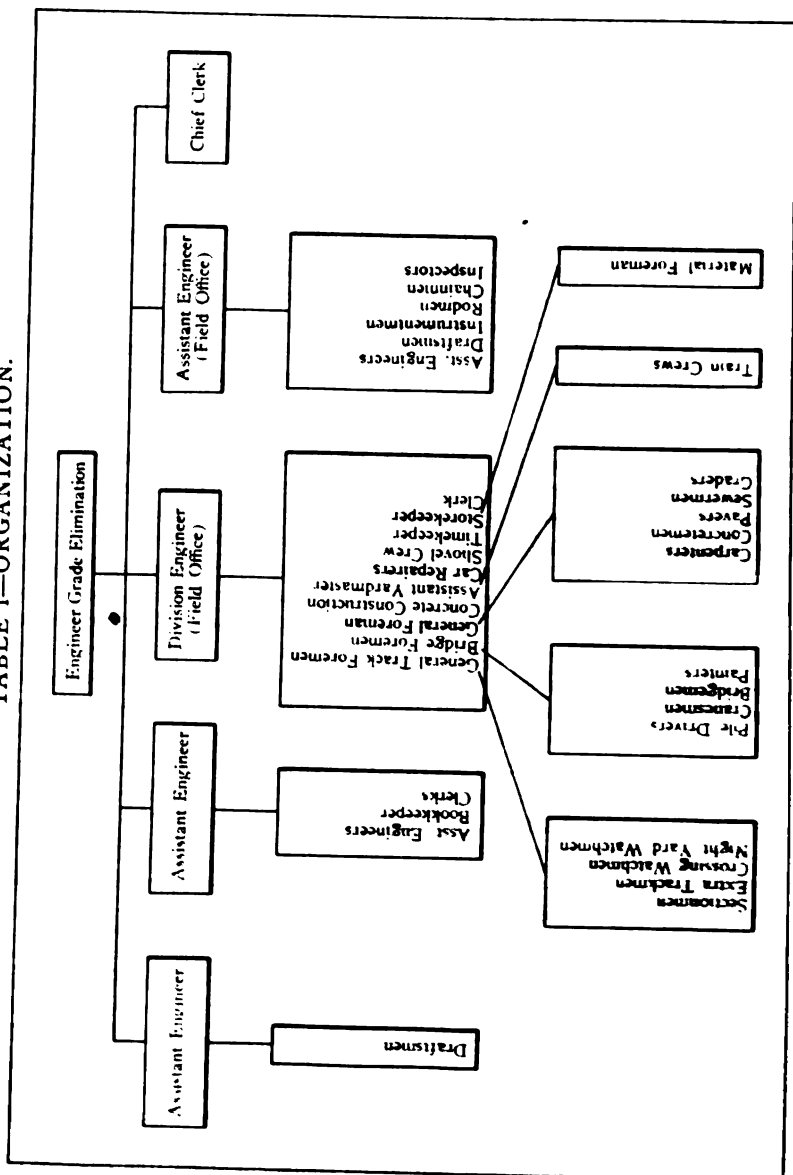 TABLE I—ORGANIZATION.
Engineer Grade Elimination
Assistant Engineer
Assistant Engineer
Division Engineer
(Field Office)
Assistant Engineer
(Field Office)
Chief Clerk
Draftsmen
Asst Engineers
Bookkeeper
Clerks
General Track Foremen
Bridge Foremen
General Foreman
Concrete Construction
Assistant Yardmaster
Car Repairers
Shovel Crew
Timekeeper
Storekeeper
Clerk
Asst. Engineers
Draftsmen
Instrumentmen
Rodmen
Chainmen
Inspectors
Sectionmen
Extra Trackmen
Crossing Watchmen
Night Yard Watchmen
Pile Drivers
Cranesmen
Bridgemen
Painters
Carpenters
Concretemen
Pavers
Sewermen
Graders
Train Crews
Material Foreman